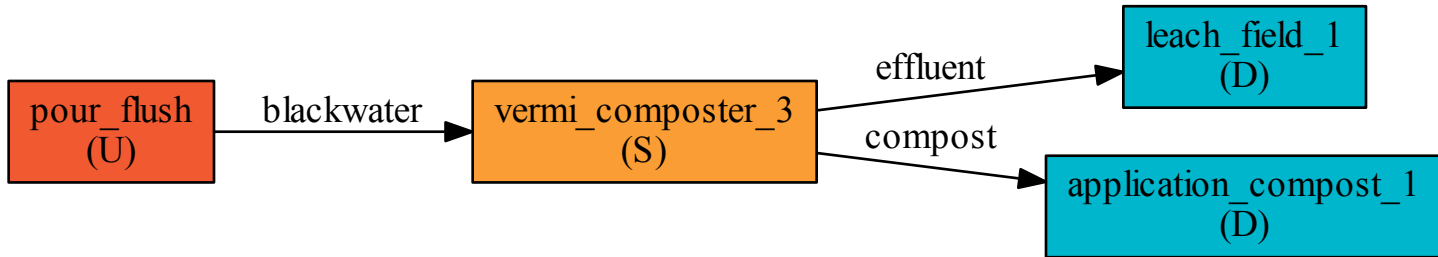 pour_flush
(U)
blackwater
vermi_composter_3
(S)
effluent
compost
leach_field_1
(D)
application_compost_1
(D)